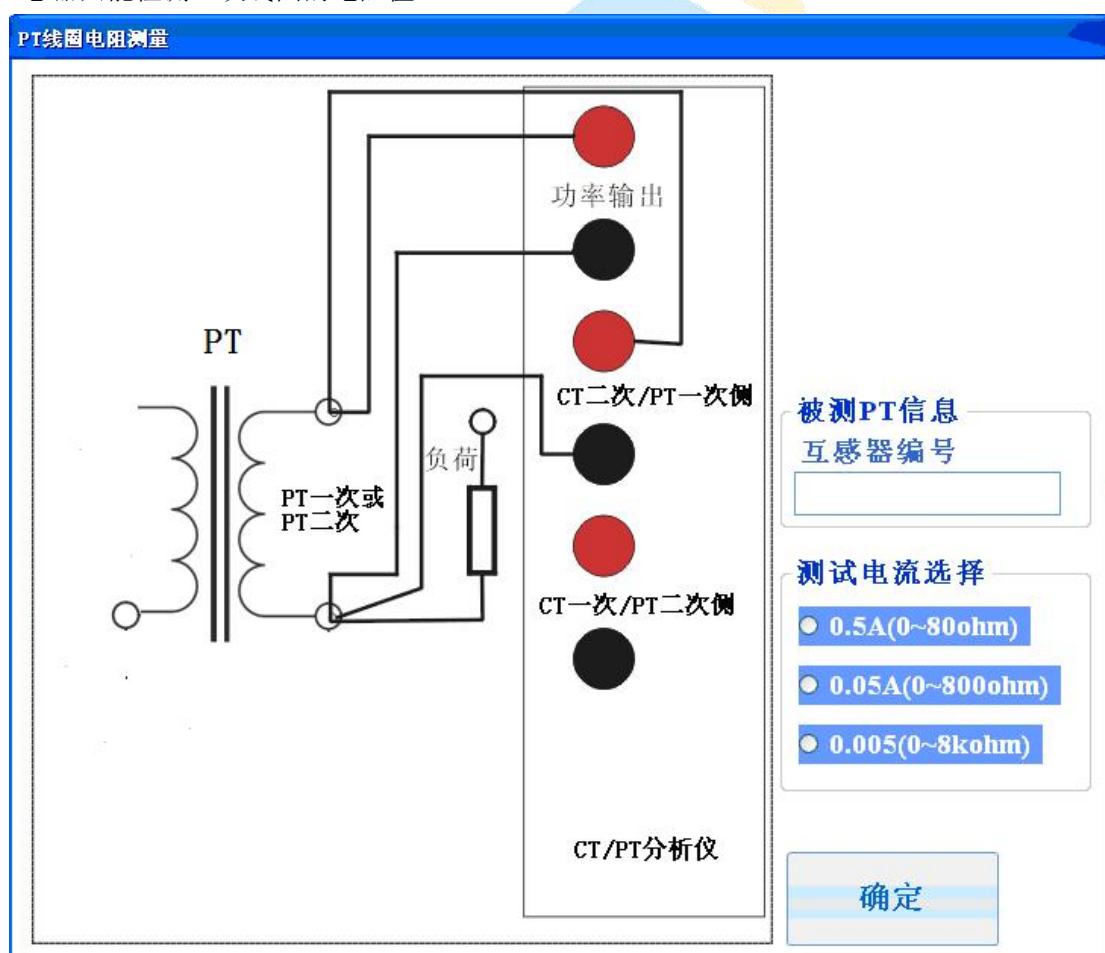 PT线圈电阻测量
功率输出
PT
CT二次/PT一次侧
负荷
PT一次或
PT二次
CT一次/PT二次侧
CT/PT分析仪
被测PT信息
互感器编号
测试电流选择
0.5A(0~80ohm)
0.05A(0~800ohm)
0.005(0~8kohm)
确定